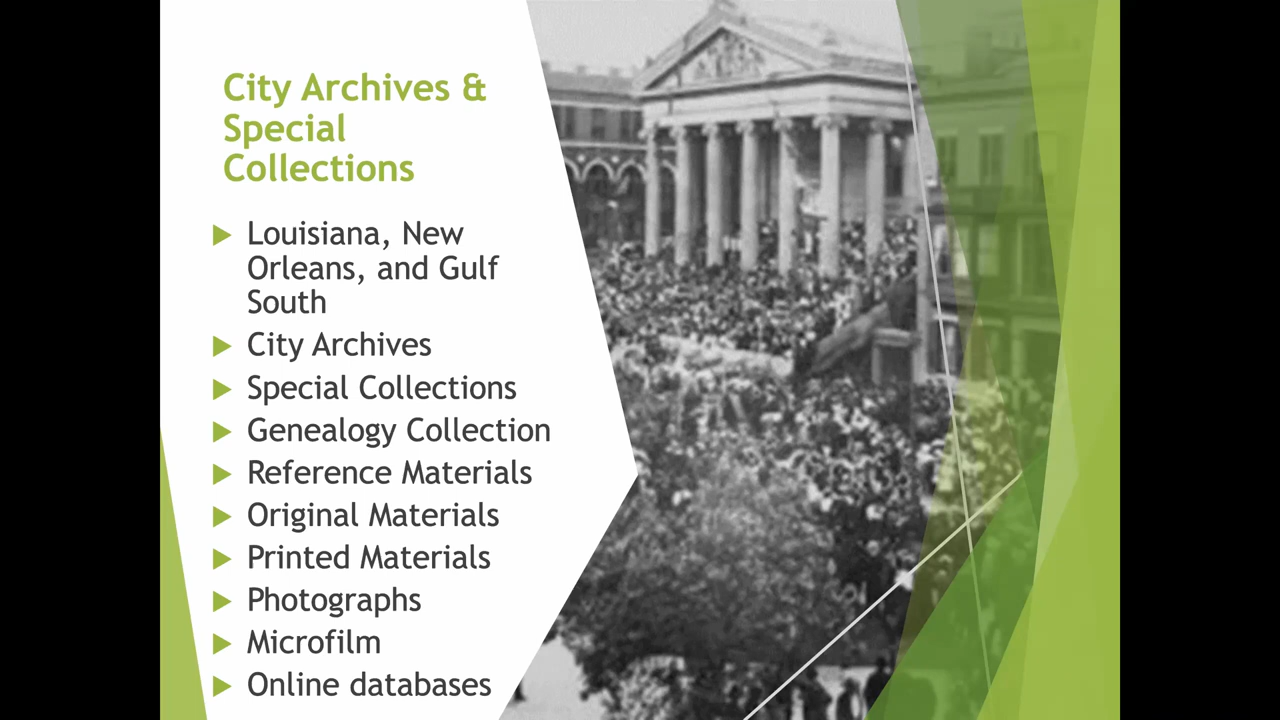 City Archives &
Special
Collections
Louisiana, New
Orleans, and Gulf
South
City Archives
Special Collections
Genealogy Collection
Reference Materials
Original Materials
Printed Materials
Photographs
Microfilm
Online databases